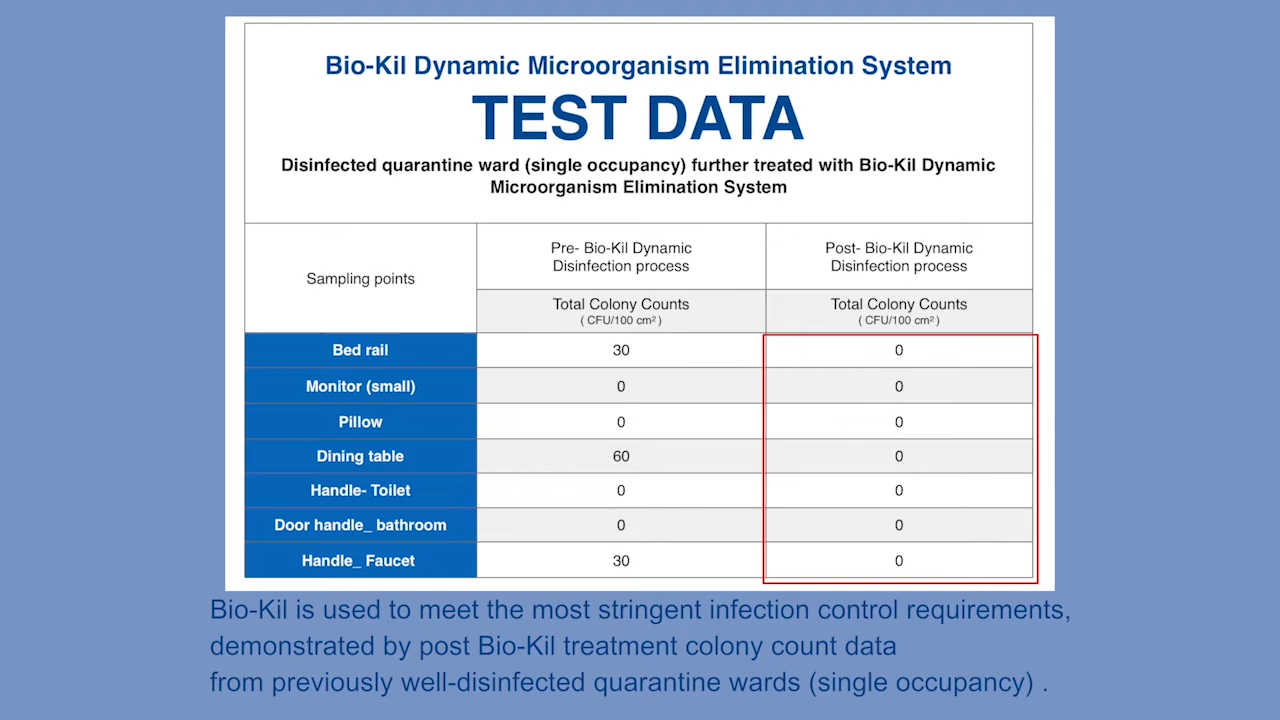 Bio-Kil Dynamic Microorganism Elimination System
TEST DATA
Disinfected quarantine ward (single occupancy) further treated with Bio-Kil Dynamic
Microorganism Elimination System
Sampling points
Pre- Bio-Kil Dynamic
Disinfection process
Post- Bio-Kil Dynamic
Disinfection process
Total Colony Counts
( CFU/100 cm² )
Total Colony Counts
( CFU/100 cm² )
Bed rail 30 0
Monitor (small) 0 0
Pillow 0 0
Dining table 60 0
Handle- Toilet 0 0
Door handle_ bathroom 0 0
Handle_ Faucet 30 0
Bio-Kil is used to meet the most stringent infection control requirements,
demonstrated by post Bio-Kil treatment colony count data
from previously well-disinfected quarantine wards (single occupancy) .